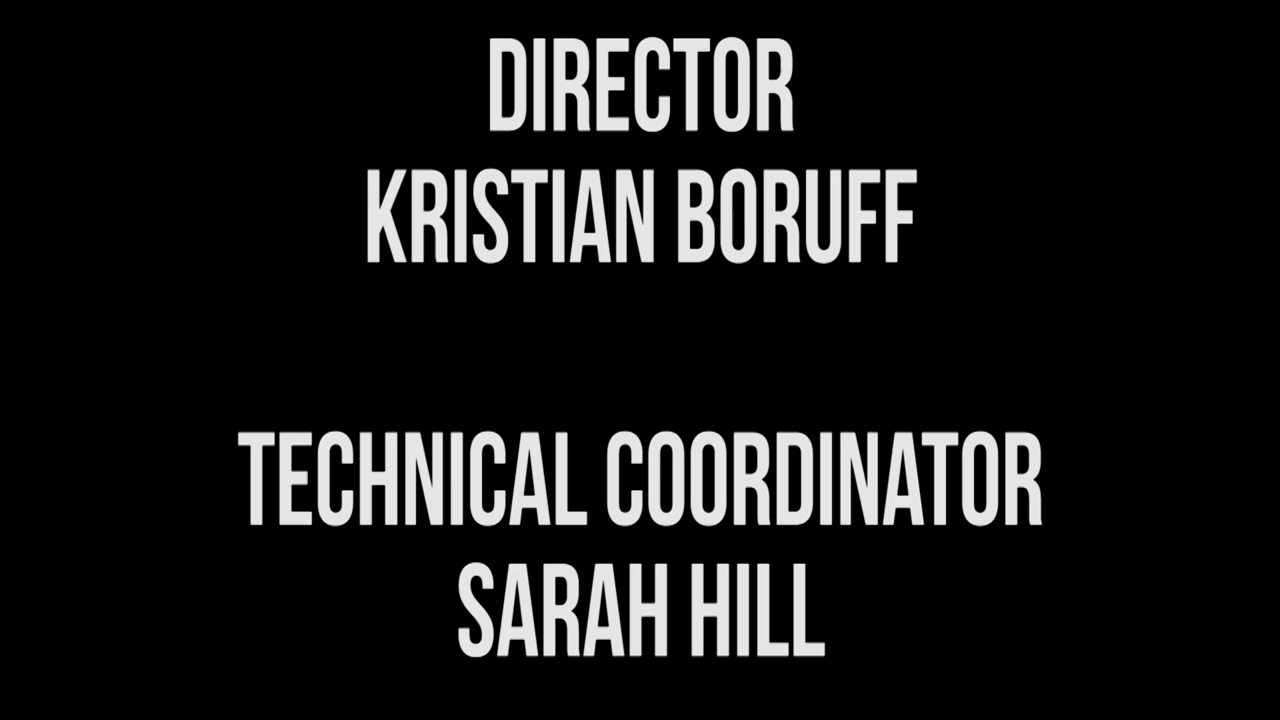 DIRECTOR
KRISTIAN BORUFF
TECHNICAL COORDINATOR
SARAH HILL